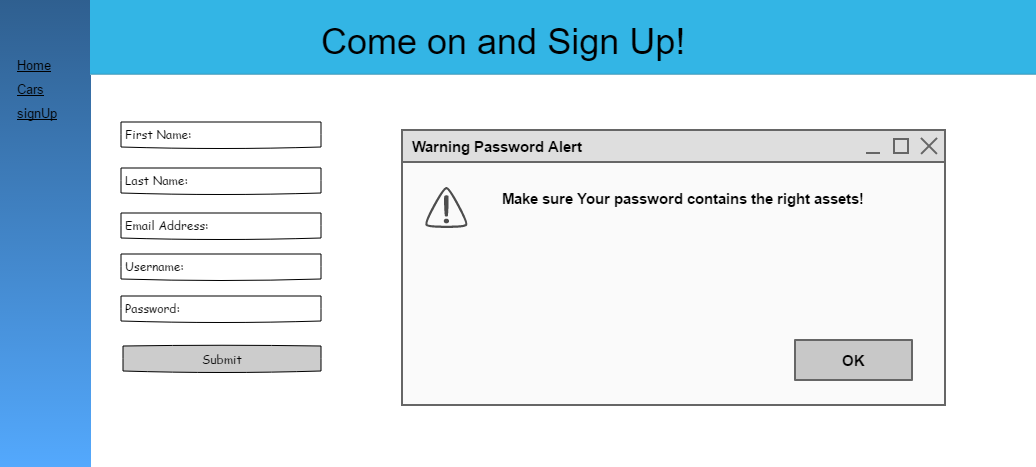 Come on and Sign Up!
Home
Cars
signUp
First Name:
Last Name:
Email Address:
Username:
Password:
Submit
Warning Password Alert
Make sure Your password contains the right assets!
OK